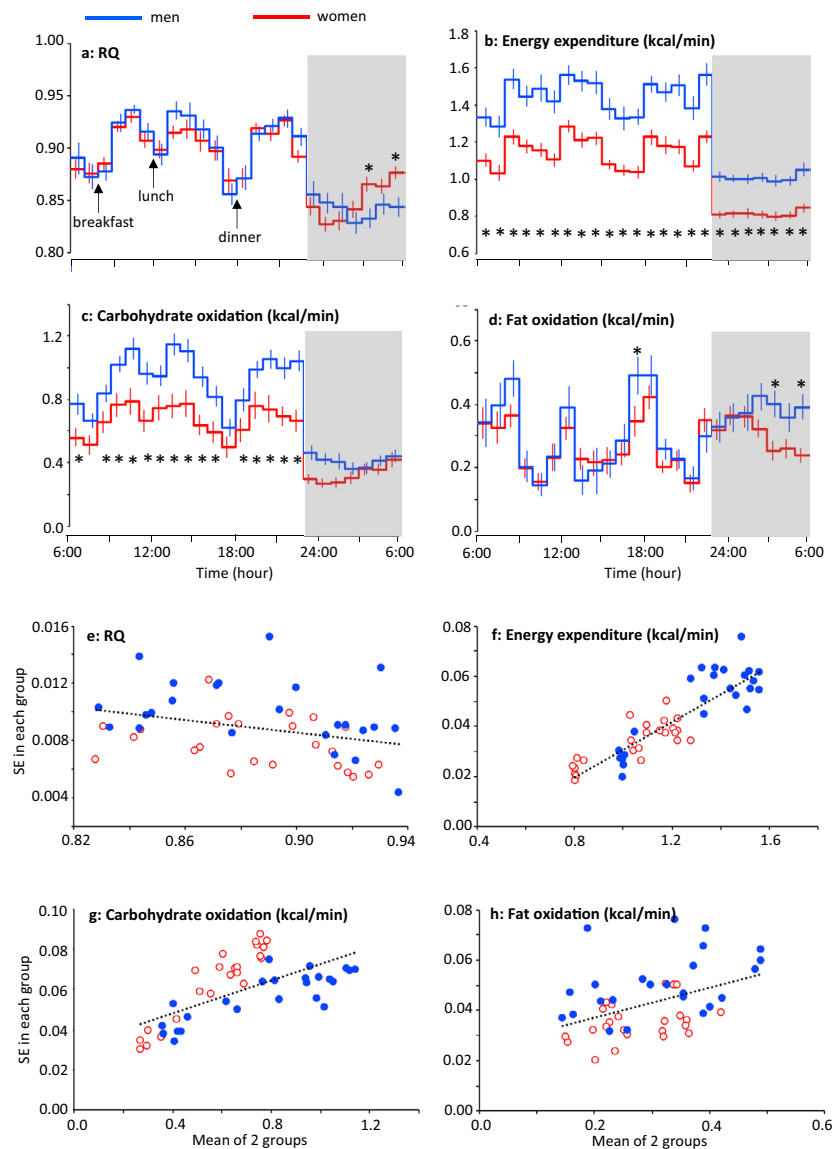 men women
a: RQ
1.00
0.95
0.90
0.85
0.80
breakfast
lunch
dinner
*
*
b: Energy expenditure (kcal/min)
1.8
1.6
1.4
1.2
1.0
0.8
0.6
* * * * * * * * * * * * * * * * * * * * * * * *
c: Carbohydrate oxidation (kcal/min)
1.2
0.8
0.4
0.0
* * * * * * * * * * * * * * *
6:00 12:00 18:00 24:00 6:00
Time (hour)
d: Fat oxidation (kcal/min)
0.6
0.4
0.2
0.0
*
* *
6:00 12:00 18:00 24:00 6:00
Time (hour)
e: RQ
SE in each group
0.016
0.012
0.008
0.004
0.82 0.86 0.90 0.94
f: Energy expenditure (kcal/min)
0.08
0.06
0.04
0.02
0.00
0.4 0.8 1.2 1.6
g: Carbohydrate oxidation (kcal/min)
SE in each group
0.10
0.08
0.06
0.04
0.02
0.00
0.0 0.4 0.8 1.2
Mean of 2 groups
h: Fat oxidation (kcal/min)
0.08
0.06
0.04
0.02
0.00
0.0 0.2 0.4 0.6
Mean of 2 groups